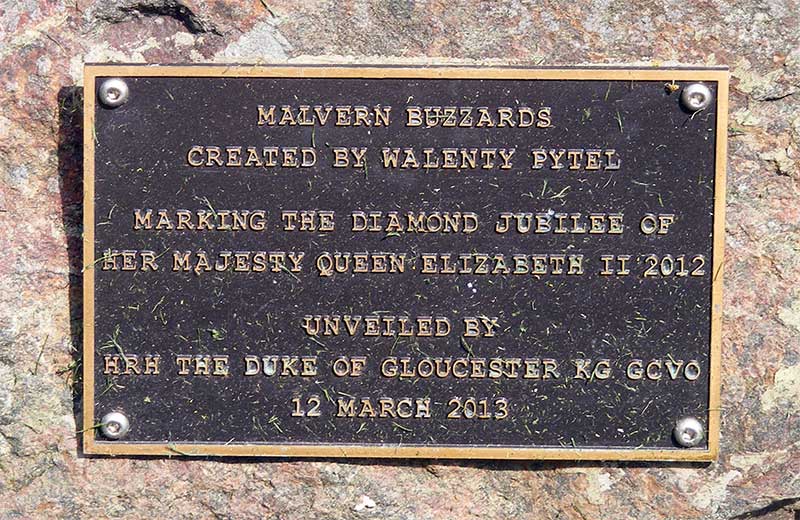 MALVERN BUZZARDS
CREATED BY WALENTY PYTEL
MARKING THE DIAMOND JUBILEE OF
HER MAJESTY QUEEN ELIZABETH II 2012
UNVEILED BY
HRH THE DUKE OF GLOUCESTER KG GCVO
12 MARCH 2013